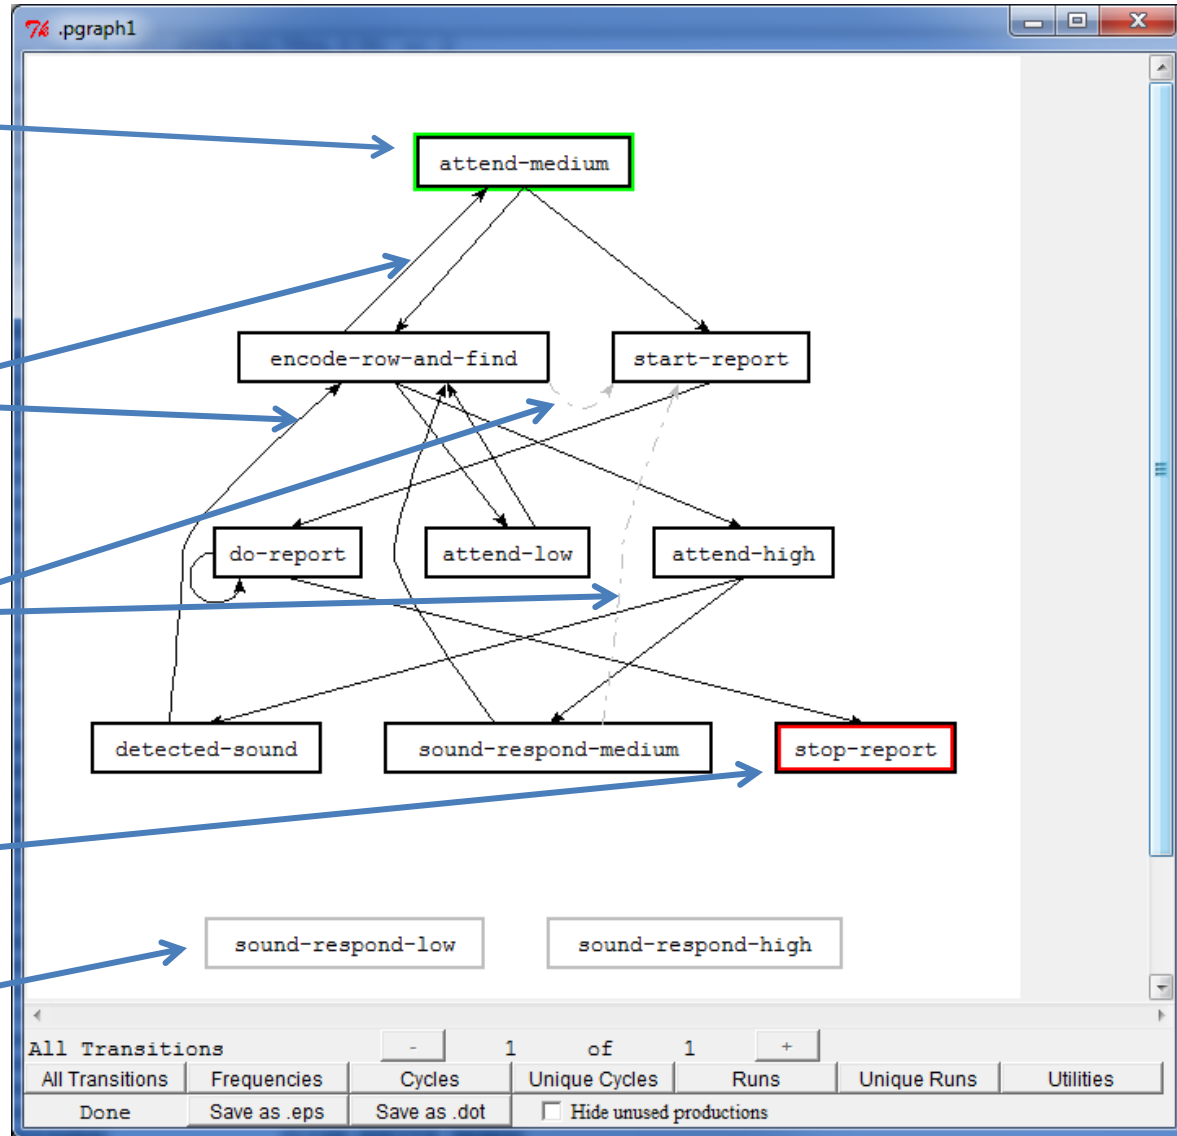 .pgraph1
attend-medium
encode-row-and-find start-report
do-report attend-low attend-high
detected-sound sound-respond-medium stop-report
sound-respond-low sound-respond-high
All Transitions - 1 of 1 +
All Transitions Frequencies Cycles Unique Cycles Runs Unique Runs Utilities
Done Save as .eps Save as .dot Hide unused productions